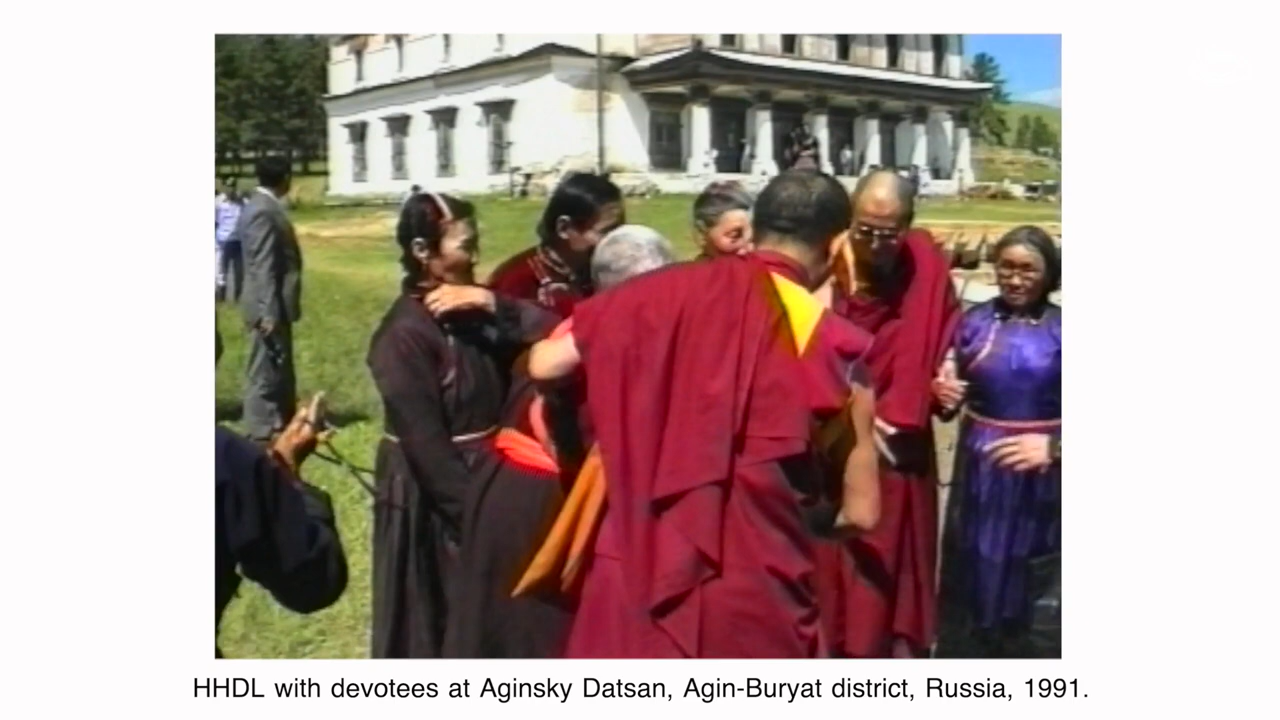 HHDL with devotees at Aginsky Datsan, Agin-Buryat district, Russia, 1991.